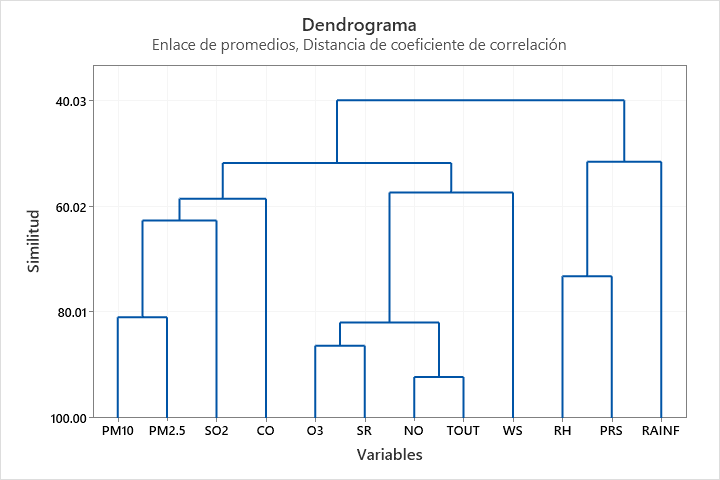 Dendrograma
Enlace de promedios, Distancia de coeficiente de correlación
40.03
60.02
80.01
100.00
Similitud
PM10 PM2.5 SO2 CO O3 SR NO TOUT WS RH PRS RAINF
Variables